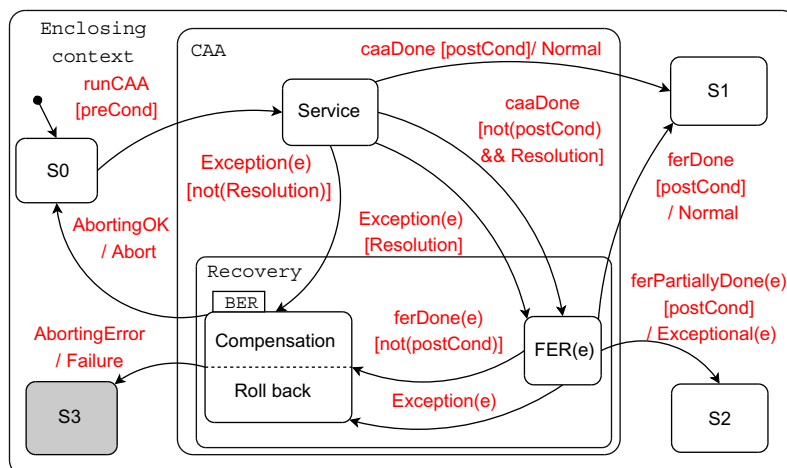 Enclosing
context
CAA
caaDone [postCond]/ Normal
runCAA
[preCond]
Service
S1
caaDone
[not(postCond)
&& Resolution]
S0
Exception(e)
[not(Resolution)]
ferDone
[postCond]
/ Normal
AbortingOK
/ Abort
Exception(e)
[Resolution]
Recovery
BER
ferPartiallyDone(e)
[postCond]
/ Exceptional(e)
ferDone(e)
[not(postCond)]
Compensation
FER(e)
AbortingError
/ Failure
Roll back
Exception(e)
S3
S2